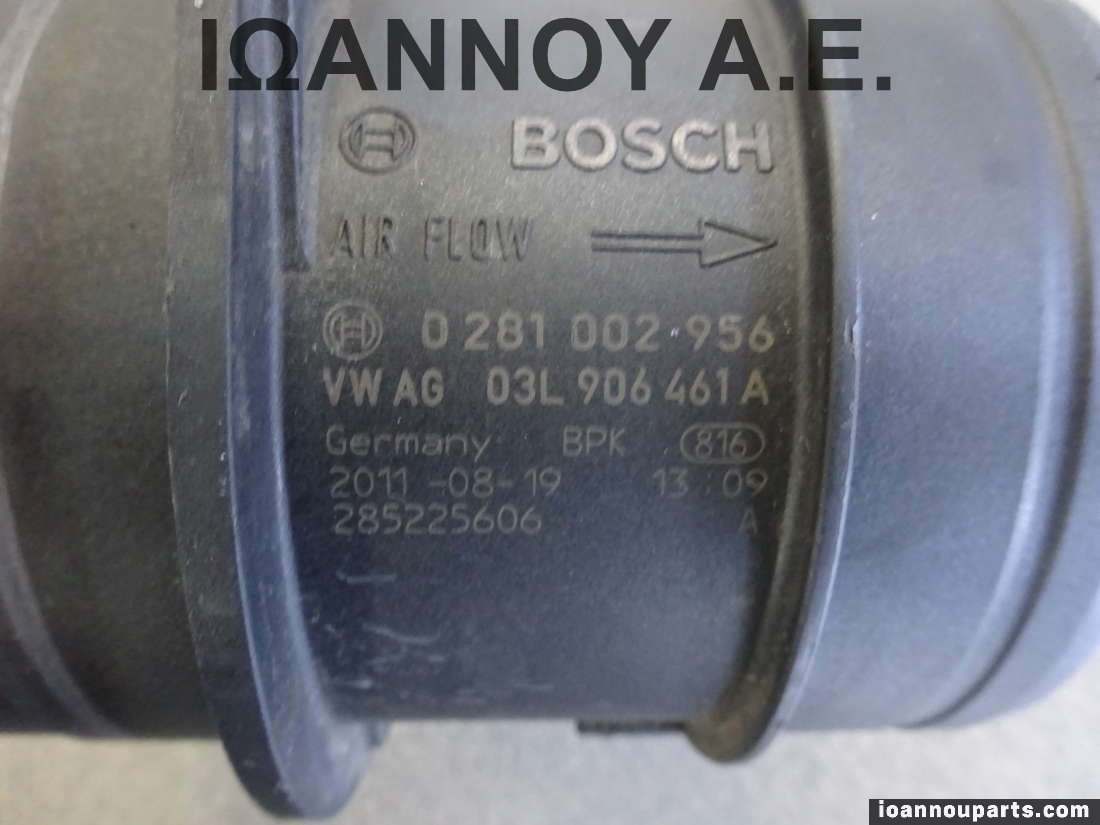 ΙΩΑΝΝΟΥ Α.Ε.
BOSCH
AIR FLOW
0 281 002 956
VW AG 03L 906 461 A
Germany BPK 816
2011-08-19 13:09
285225606 A
ioannouparts.com